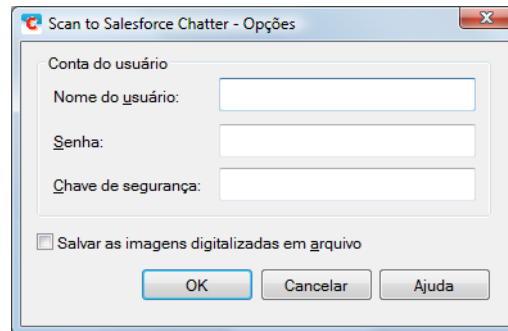 Scan to Salesforce Chatter - Opções
Conta do usuário
Nome do usuário:
Senha:
Chave de segurança:
Salvar as imagens digitalizadas em arquivo
OK Cancelar Ajuda